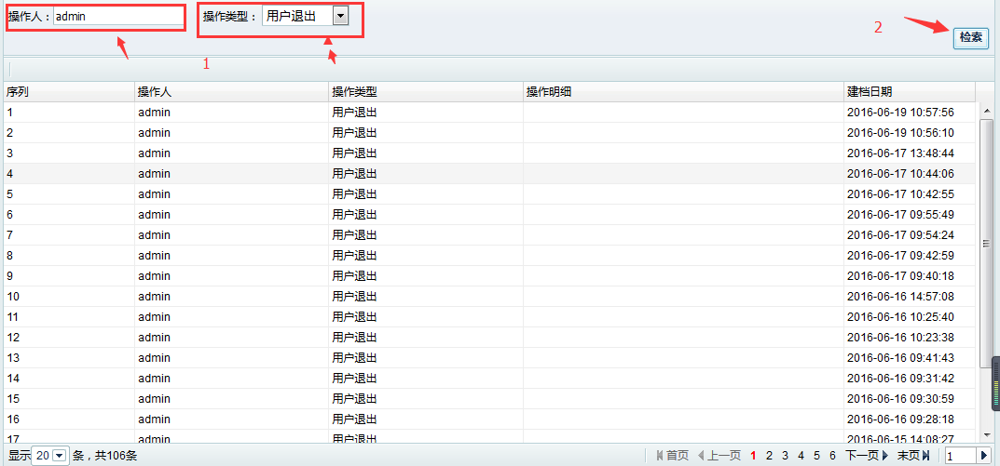 操作人：admin 操作类型：用户退出
2
检索
1
序列 操作人 操作类型 操作明细 建档日期
1 admin 用户退出 2016-06-19 10:57:56
2 admin 用户退出 2016-06-19 10:56:10
3 admin 用户退出 2016-06-17 13:48:44
4 admin 用户退出 2016-06-17 10:44:06
5 admin 用户退出 2016-06-17 10:42:55
6 admin 用户退出 2016-06-17 09:55:49
7 admin 用户退出 2016-06-17 09:54:24
8 admin 用户退出 2016-06-17 09:42:59
9 admin 用户退出 2016-06-17 09:40:18
10 admin 用户退出 2016-06-16 14:57:08
11 admin 用户退出 2016-06-16 10:25:40
12 admin 用户退出 2016-06-16 10:23:38
13 admin 用户退出 2016-06-16 09:41:43
14 admin 用户退出 2016-06-16 09:31:42
15 admin 用户退出 2016-06-16 09:30:59
16 admin 用户退出 2016-06-16 09:28:18
17 admin 用户退出 2016-06-15 14:08:27
显示 20 条，共106条 首页 上一页 1 2 3 4 5 6 下一页 末页 1